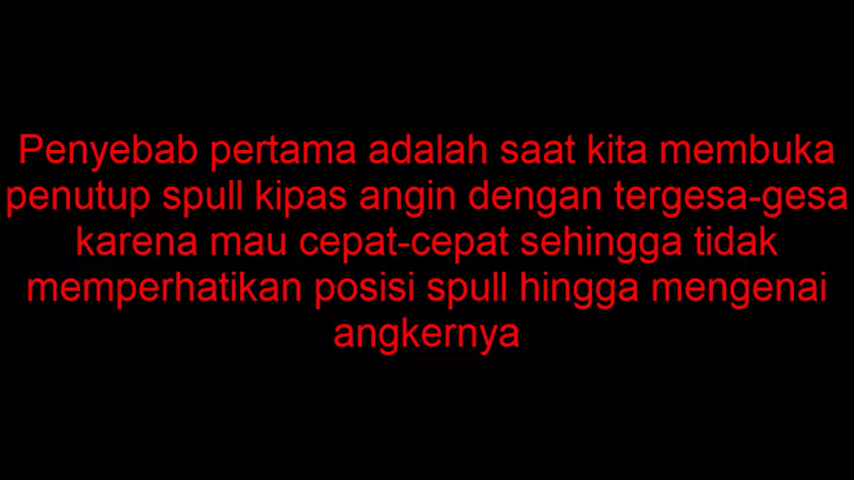 Penyebab pertama adalah saat kita membuka
penutup spull kipas angin dengan tergesa-gesa
karena mau cepat-cepat sehingga tidak
memperhatikan posisi spull hingga mengenai
angkernya